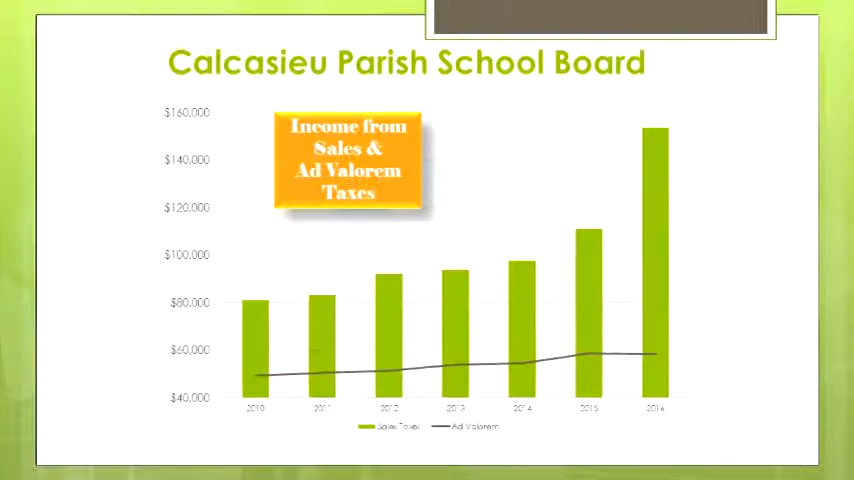 Calcasieu Parish School Board
Income from
Sales &
Ad Valorem
Taxes
$160,000
$140,000
$120,000
$100,000
$80,000
$60,000
$40,000
2010 2011 2012 2013 2014 2015 2016
Sales Taxes Ad Valorem